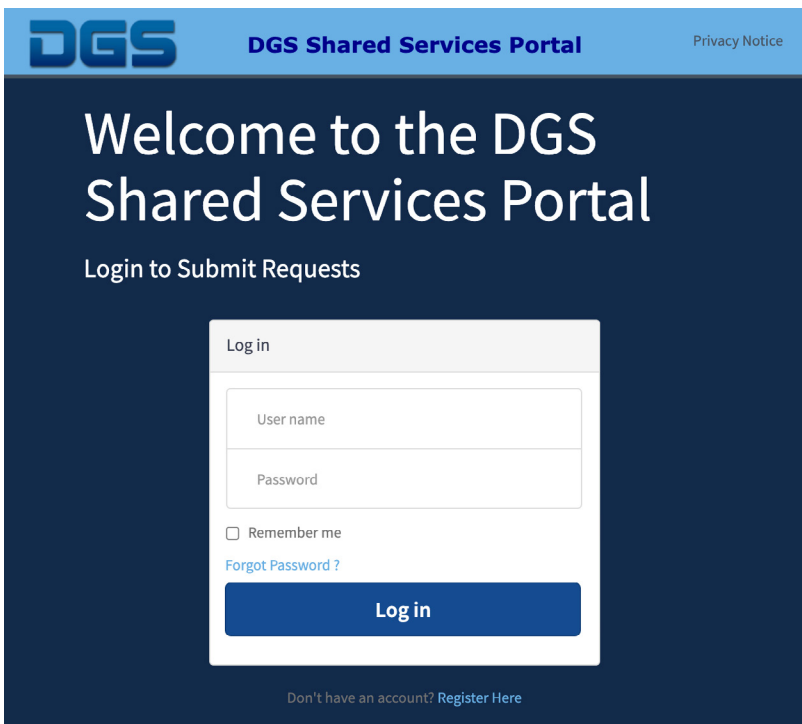 DGS
DGS Shared Services Portal
Privacy Notice
Welcome to the DGS
Shared Services Portal
Login to Submit Requests
Log in
User name
Password
Remember me
Forgot Password ?
Log in
Don't have an account? Register Here